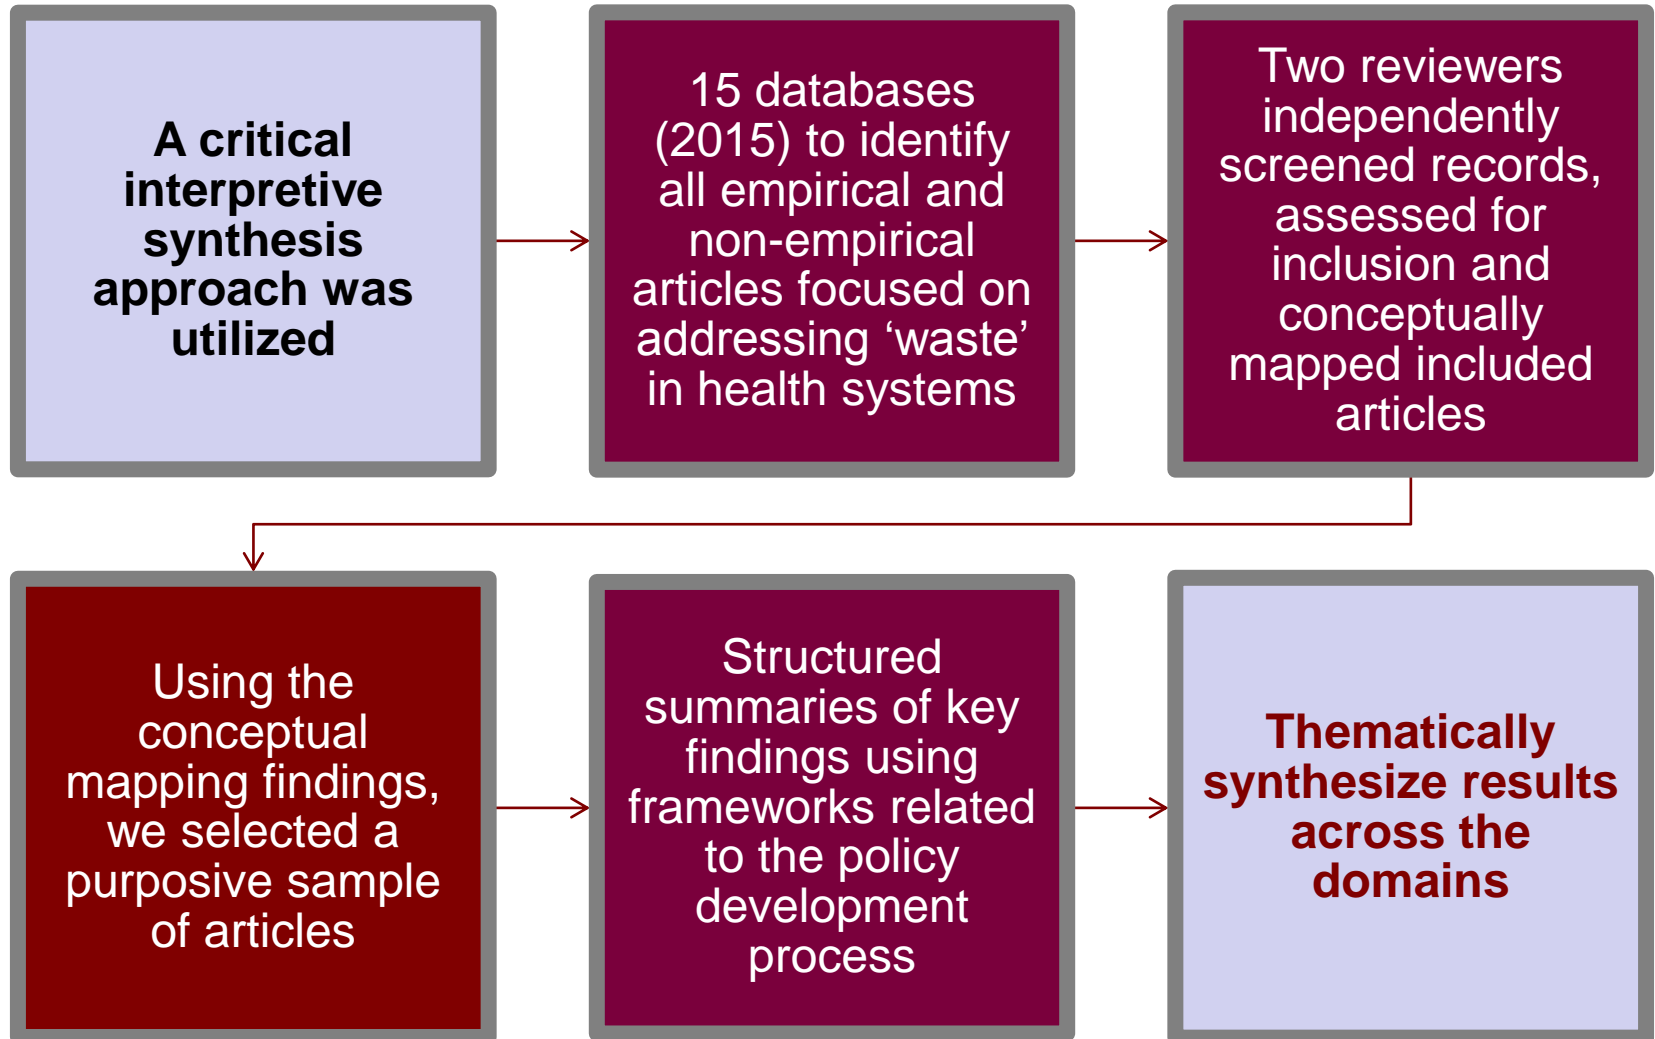 A critical
interpretive
synthesis
approach was
utilized
15 databases
(2015) to identify
all empirical and
non-empirical
articles focused on
addressing ‘waste’
in health systems
Two reviewers
independently
screened records,
assessed for
inclusion and
conceptually
mapped included
articles
Using the
conceptual
mapping findings,
we selected a
purposive sample
of articles
Structured
summaries of key
findings using
frameworks related
to the policy
development
process
Thematically
synthesize results
across the
domains